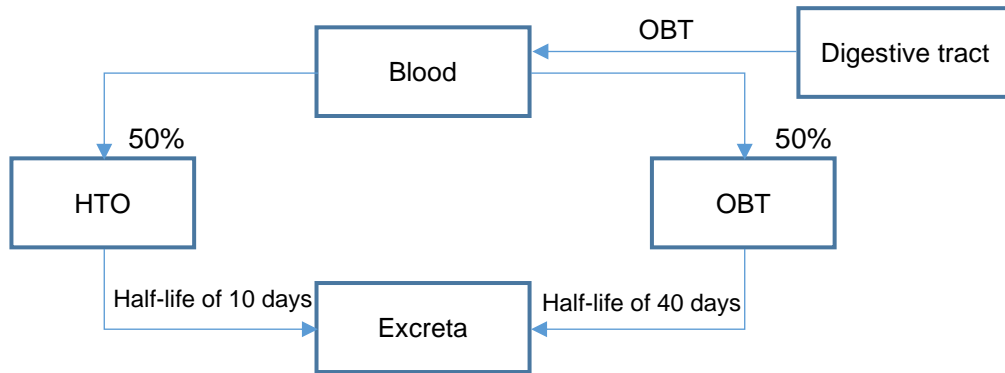 OBT
Digestive tract
Blood
50%
50%
HTO
OBT
Half-life of 10 days
Half-life of 40 days
Excreta